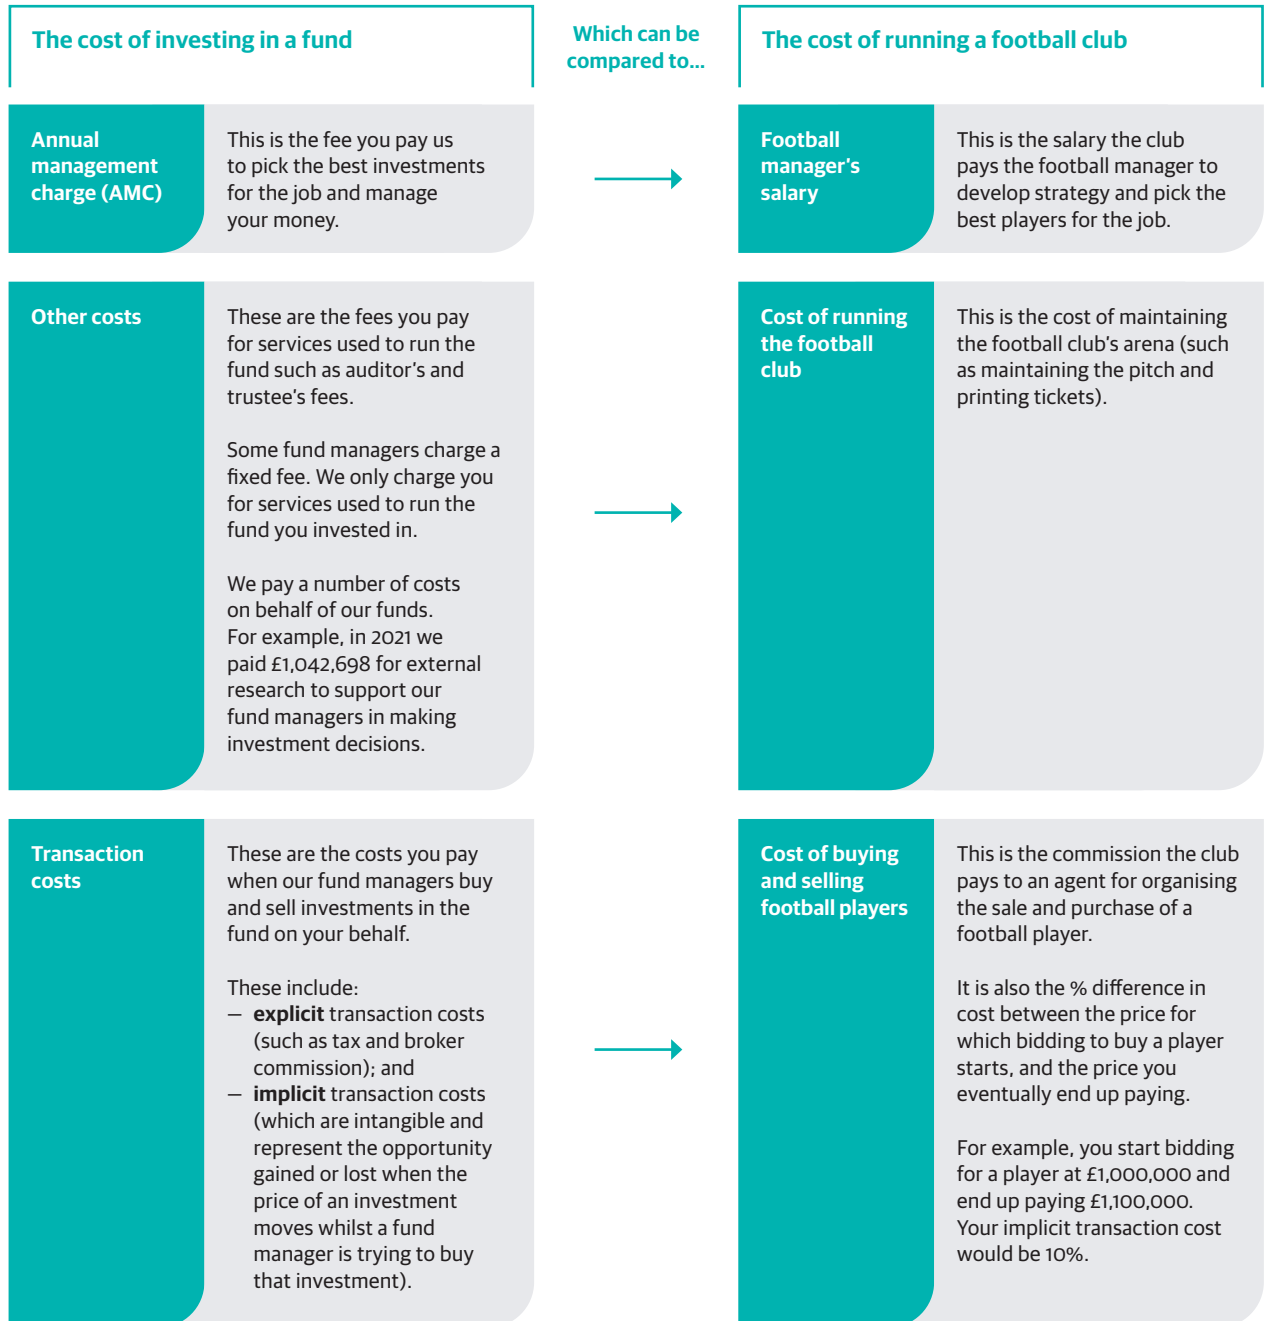 The cost of investing in a fund
Which can be
compared to...
The cost of running a football club
Annual
management
charge (AMC)
This is the fee you pay us
to pick the best investments
for the job and manage
your money.
Football
manager's
salary
This is the salary the club
pays the football manager to
develop strategy and pick the
best players for the job.
Other costs
These are the fees you pay
for services used to run the
fund such as auditor's and
trustee's fees.
Some fund managers charge a
fixed fee. We only charge you
for services used to run the
fund you invested in.
We pay a number of costs
on behalf of our funds.
For example, in 2021 we
paid £1,042,698 for external
research to support our
fund managers in making
investment decisions.
Cost of running
the football
club
This is the cost of maintaining
the football club's arena (such
as maintaining the pitch and
printing tickets).
Transaction
costs
These are the costs you pay
when our fund managers buy
and sell investments in the
fund on your behalf.
These include:
— explicit transaction costs
(such as tax and broker
commission); and
— implicit transaction costs
(which are intangible and
represent the opportunity
gained or lost when the
price of an investment
moves whilst a fund
manager is trying to buy
that investment).
Cost of buying
and selling
football players
This is the commission the club
pays to an agent for organising
the sale and purchase of a
football player.
It is also the % difference in
cost between the price for
which bidding to buy a player
starts, and the price you
eventually end up paying.
For example, you start bidding
for a player at £1,000,000 and
end up paying £1,100,000.
Your implicit transaction cost
would be 10%.